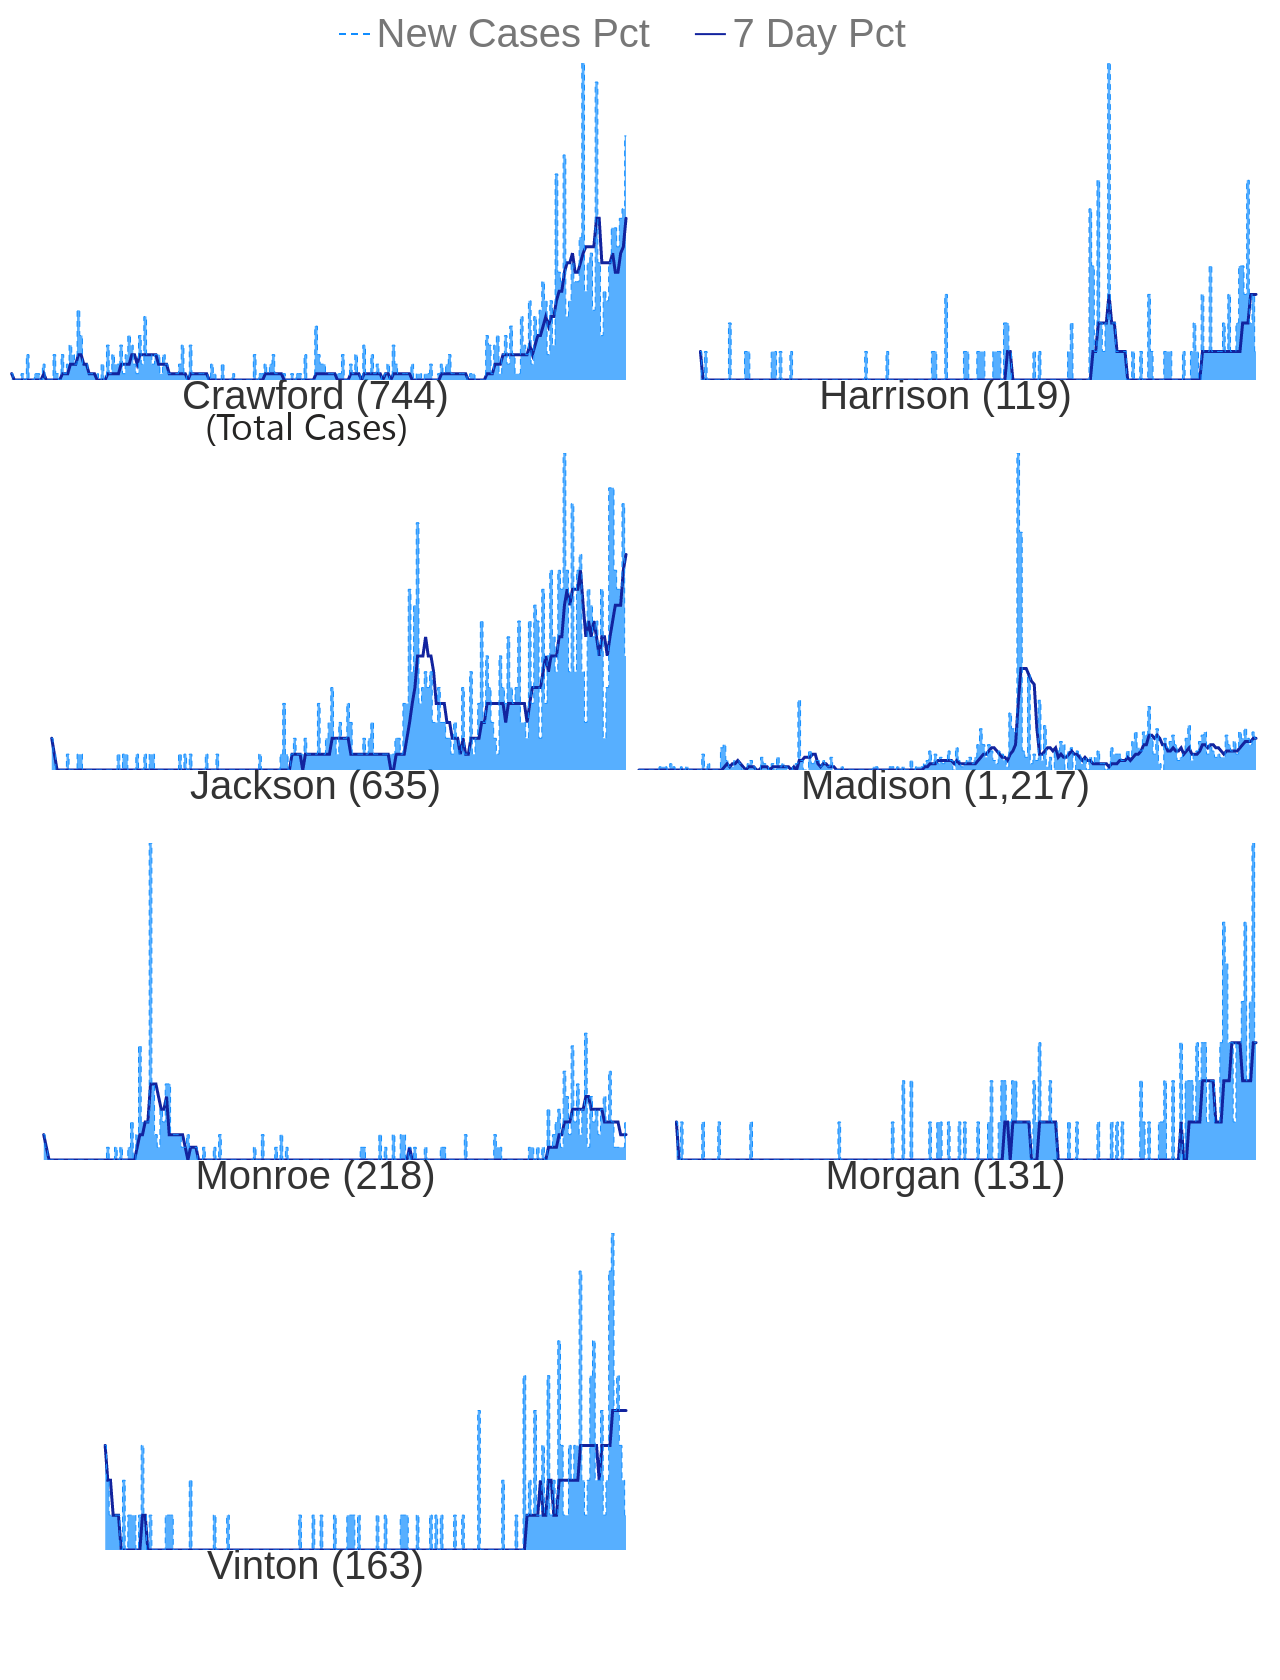 New Cases Pct 7 Day Pct
Crawford (744) Harrison (119)
(Total Cases)
Jackson (635) Madison (1,217)
Monroe (218) Morgan (131)
Vinton (163)